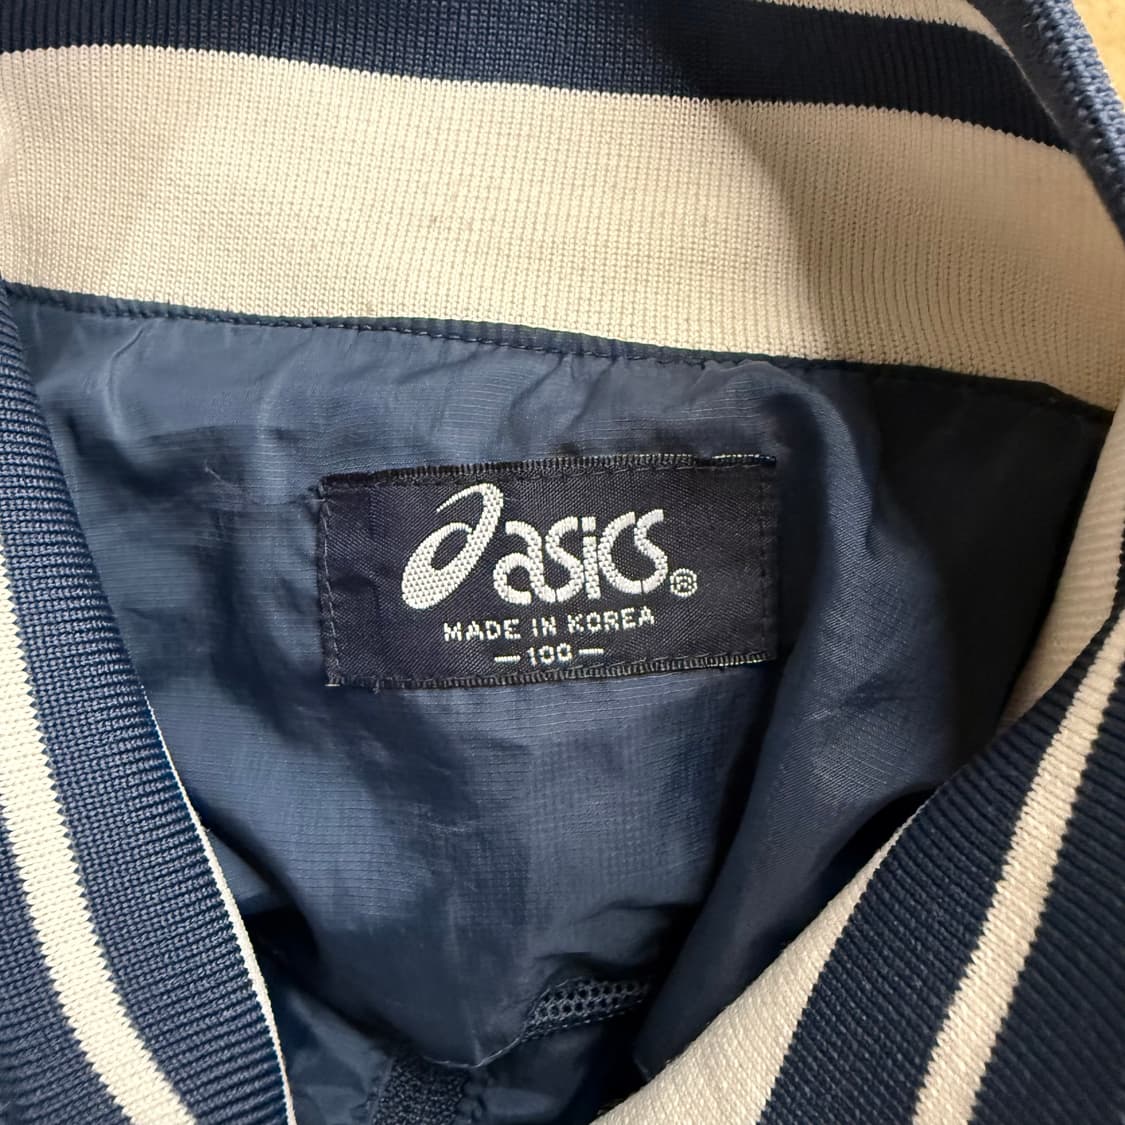 asics®
MADE IN KOREA
—100—